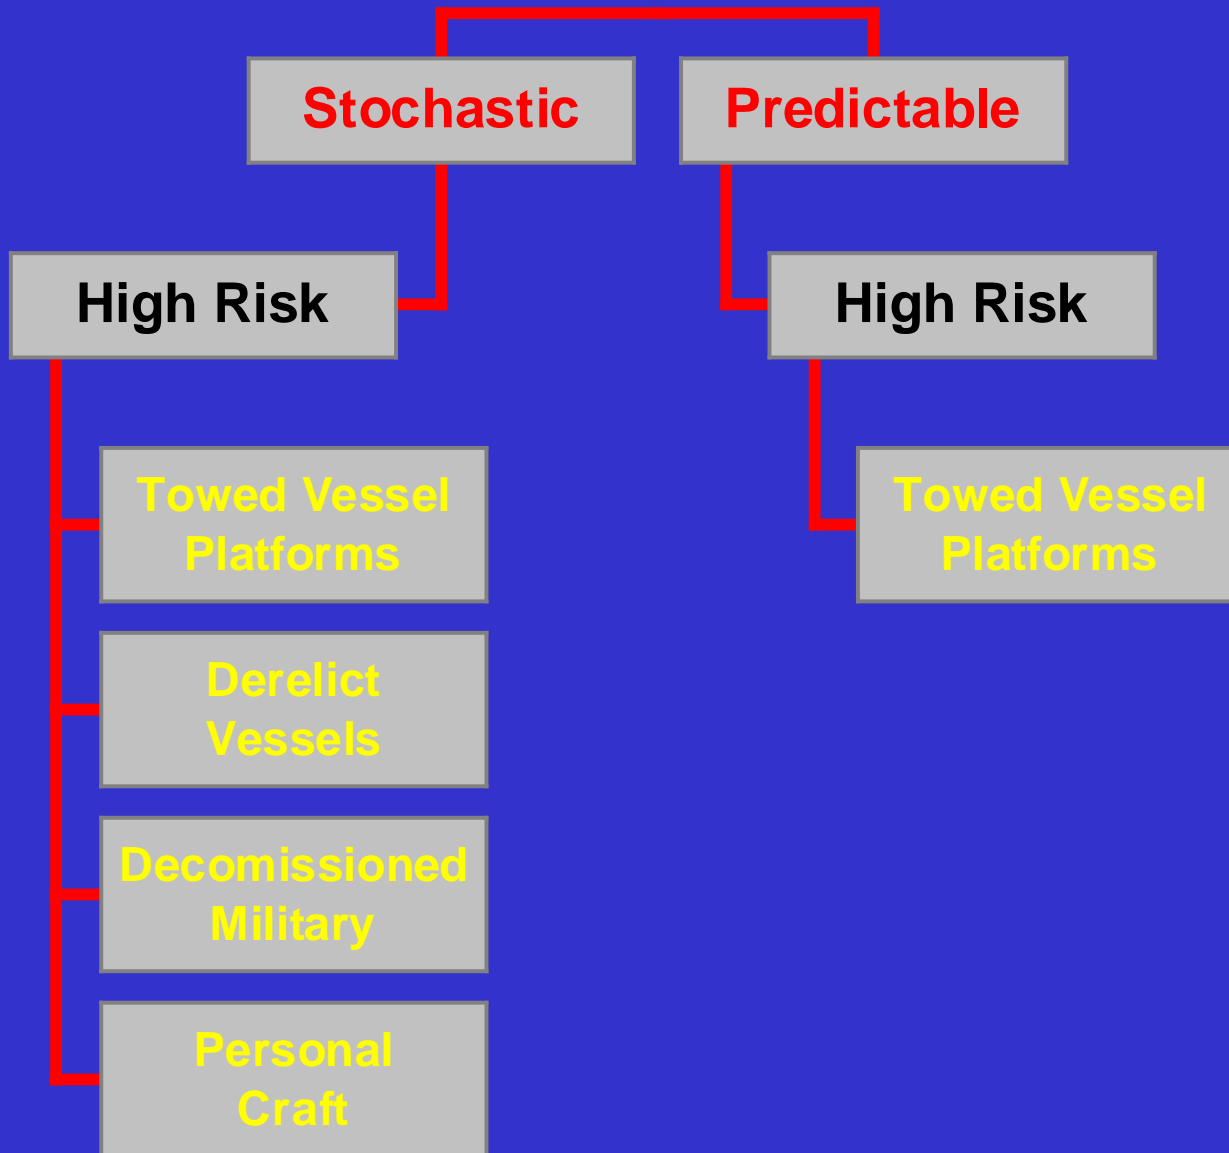 Stochastic
Predictable
High Risk
High Risk
Towed Vessel
Platforms
Towed Vessel
Platforms
Derelict
Vessels
Decomissioned
Military
Personal
Craft